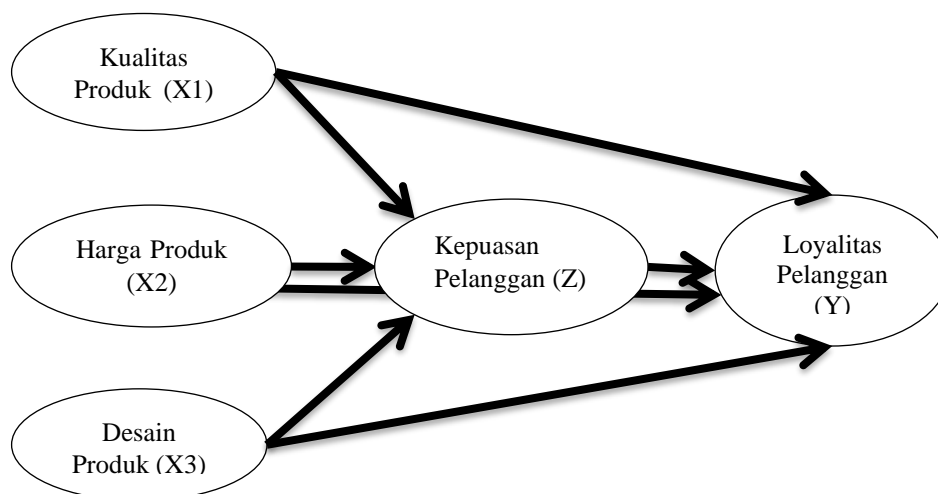 Kualitas
Produk (X1)
Harga Produk
(X2)
Kepuasan
Pelanggan (Z)
Loyalitas
Pelanggan
(Y)
Desain
Produk (X3)